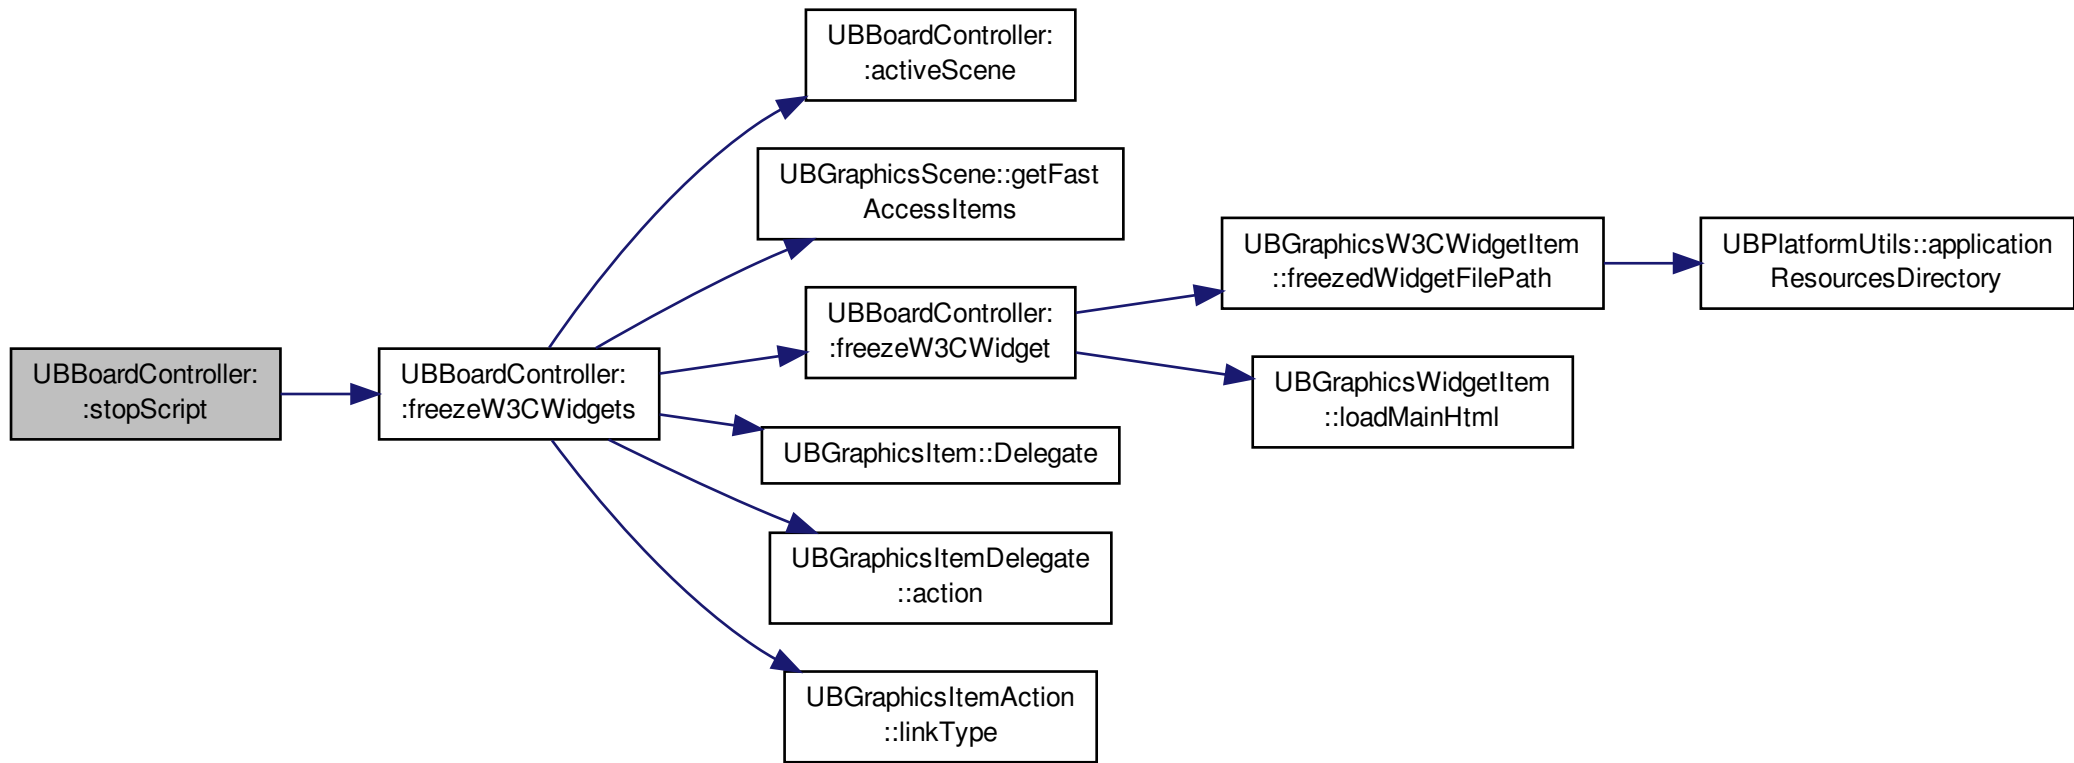 UBBoardController:
:stopScript
UBBoardController:
:freezeW3CWidgets
UBBoardController:
:activeScene
UBGraphicsScene::getFast
AccessItems
UBBoardController:
:freezeW3CWidget
UBGraphicsItem::Delegate
UBGraphicsItemDelegate
::action
UBGraphicsItemAction
::linkType
UBGraphicsW3CWidgetItem
::freezedWidgetFilePath
UBGraphicsWidgetItem
::loadMainHtml
UBPlatformUtils::application
ResourcesDirectory